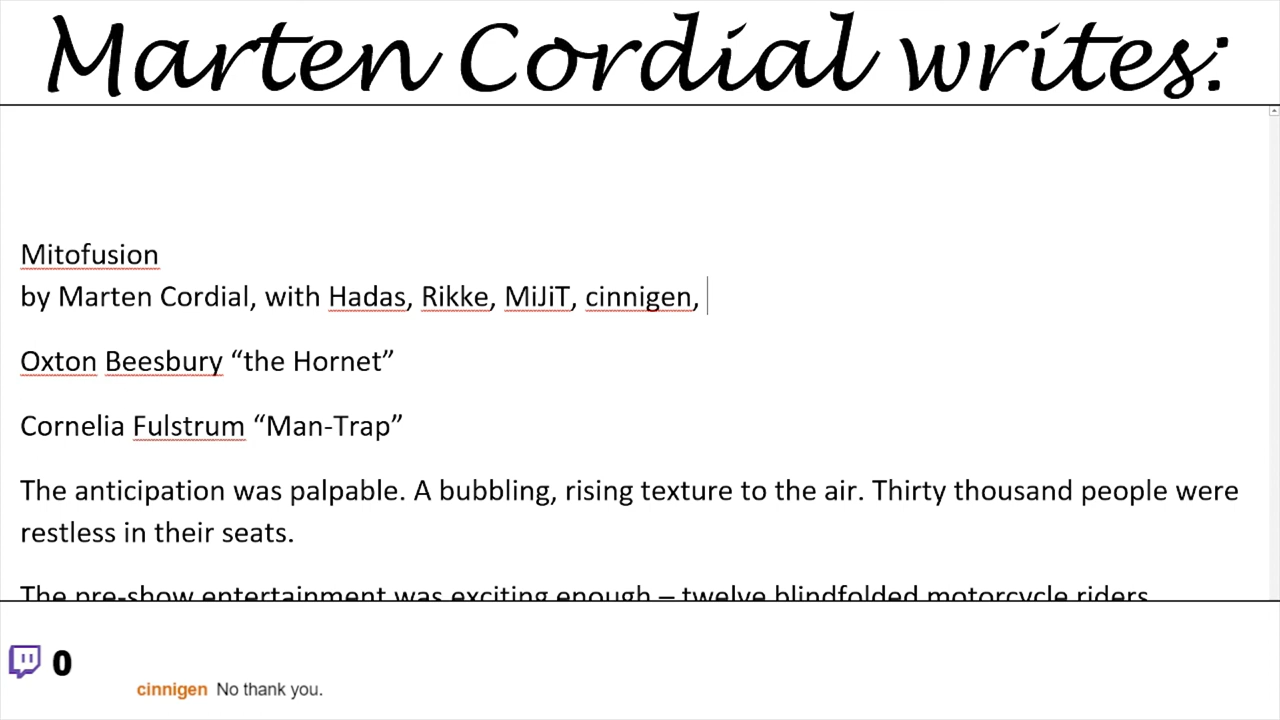 Marten Cordial writes:
Mitofusion
by Marten Cordial, with Hadas, Rikke, MiJiT, cinnigen,
Oxton Beesbury “the Hornet”
Cornelia Fulstrum “Man-Trap”
The anticipation was palpable. A bubbling, rising texture to the air. Thirty thousand people were
restless in their seats.
The pre-show entertainment was exciting enough – twelve blindfolded motorcycle riders
0
cinnigen No thank you.